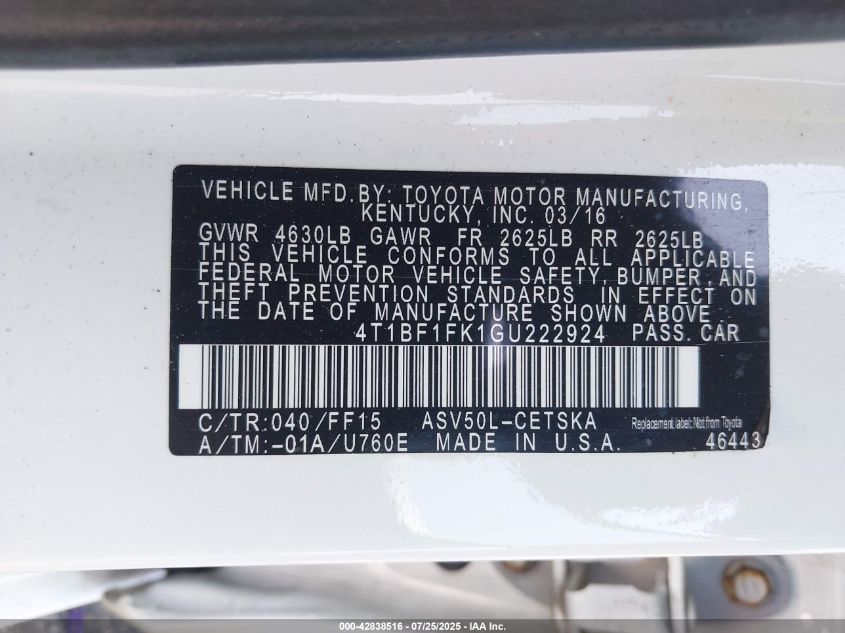 VEHICLE MFD.BY: TOYOTA MOTOR MANUFACTURING,
KENTUCKY, INC. 03/16
GVWR 4630LB GAWR FR 2625LB RR 2625LB
THIS VEHICLE CONFORMS TO ALL APPLICABLE
FEDERAL MOTOR VEHICLE SAFETY, BUMPER, AND
THEFT PREVENTION STANDARDS IN EFFECT ON
THE DATE OF MANUFACTURE SHOWN ABOVE.
4T1BF1FK1GU222924 PASS. CAR
C/TR:040/FF15 ASV50L-CETSKA Replacement label: Not from Toyota
A/TM:-01A/U760E MADE IN U.S.A. 46443
000-42838516 - 07/25/2025 - IAA Inc.